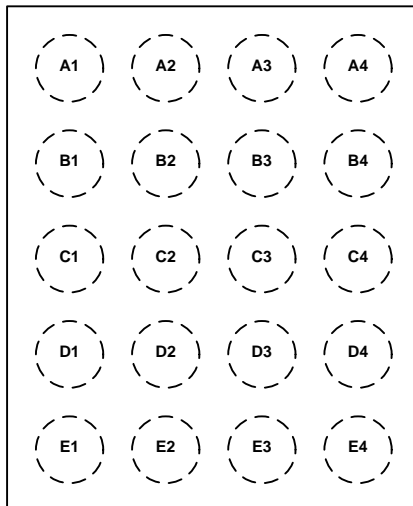 A1 A2 A3 A4
B1 B2 B3 B4
C1 C2 C3 C4
D1 D2 D3 D4
E1 E2 E3 E4